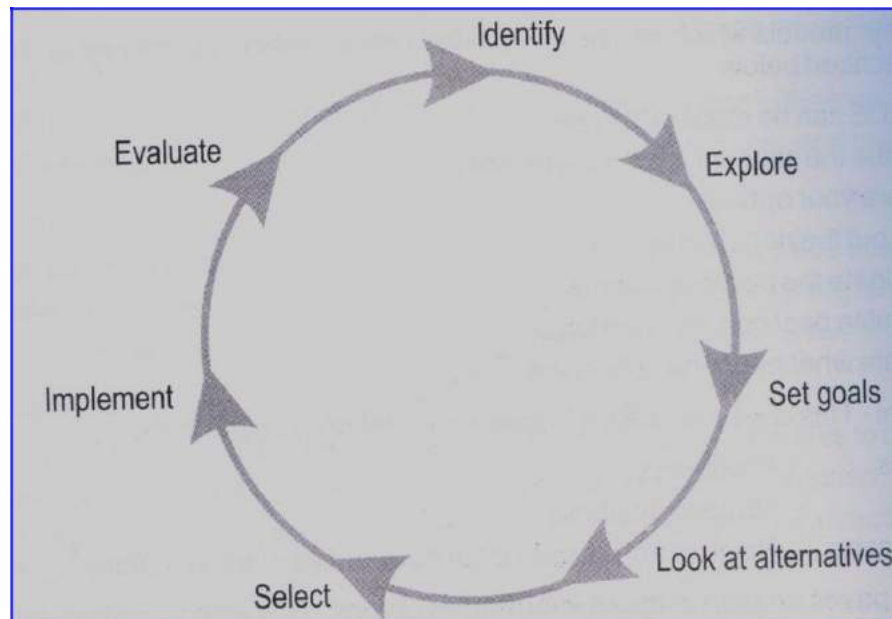 Identify
Explore
Set goals
Look at alternatives
Select
Implement
Evaluate